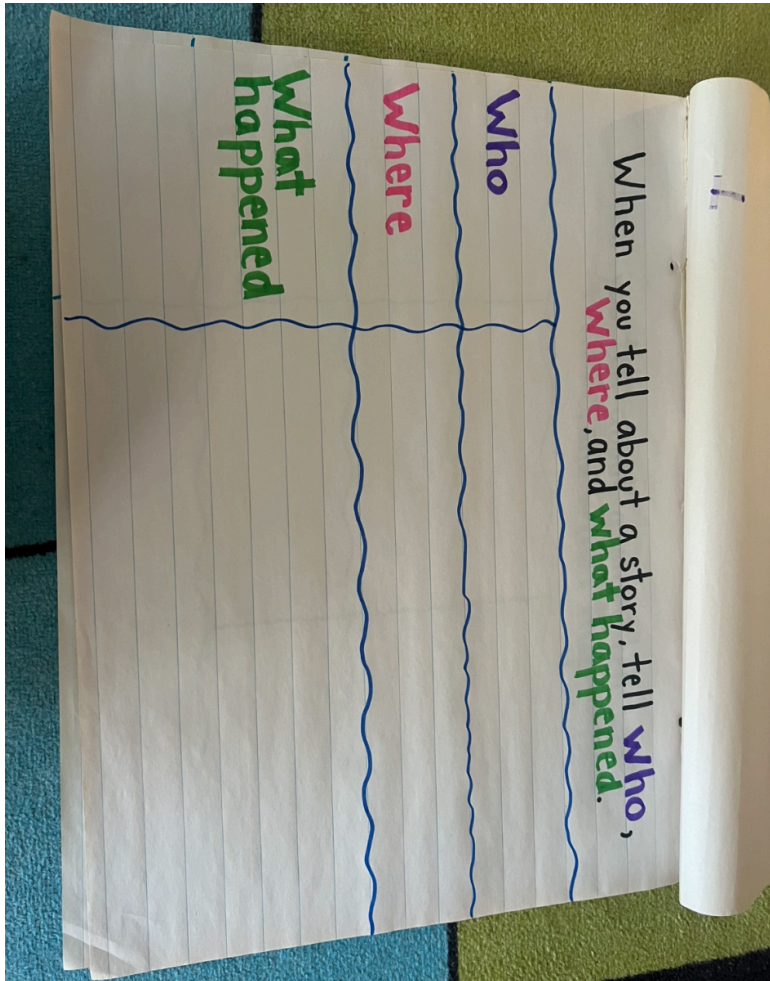 When you tell about a story, tell who,
where, and what happened.
Who
Where
What
happened